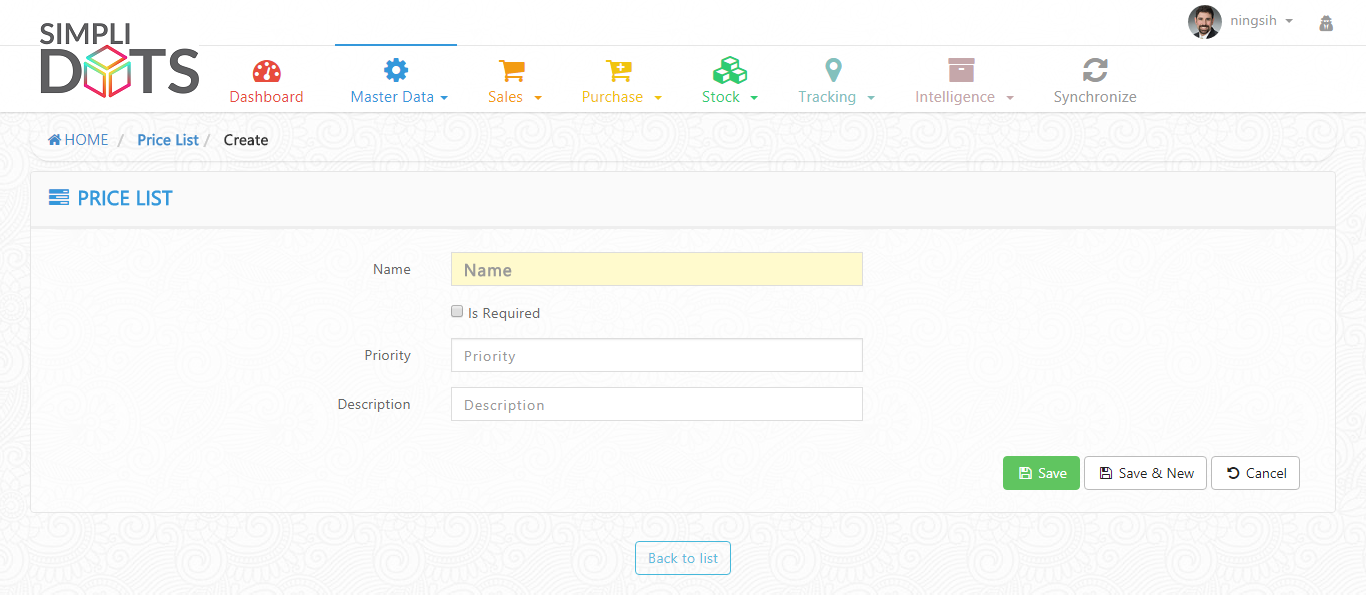 ningsih
SIMPLI
DOTS
Dashboard Master Data Sales Purchase Stock Tracking Intelligence Synchronize
HOME / Price List / Create
PRICE LIST
Name Name
Is Required
Priority Priority
Description Description
Save Save & New Cancel
Back to list